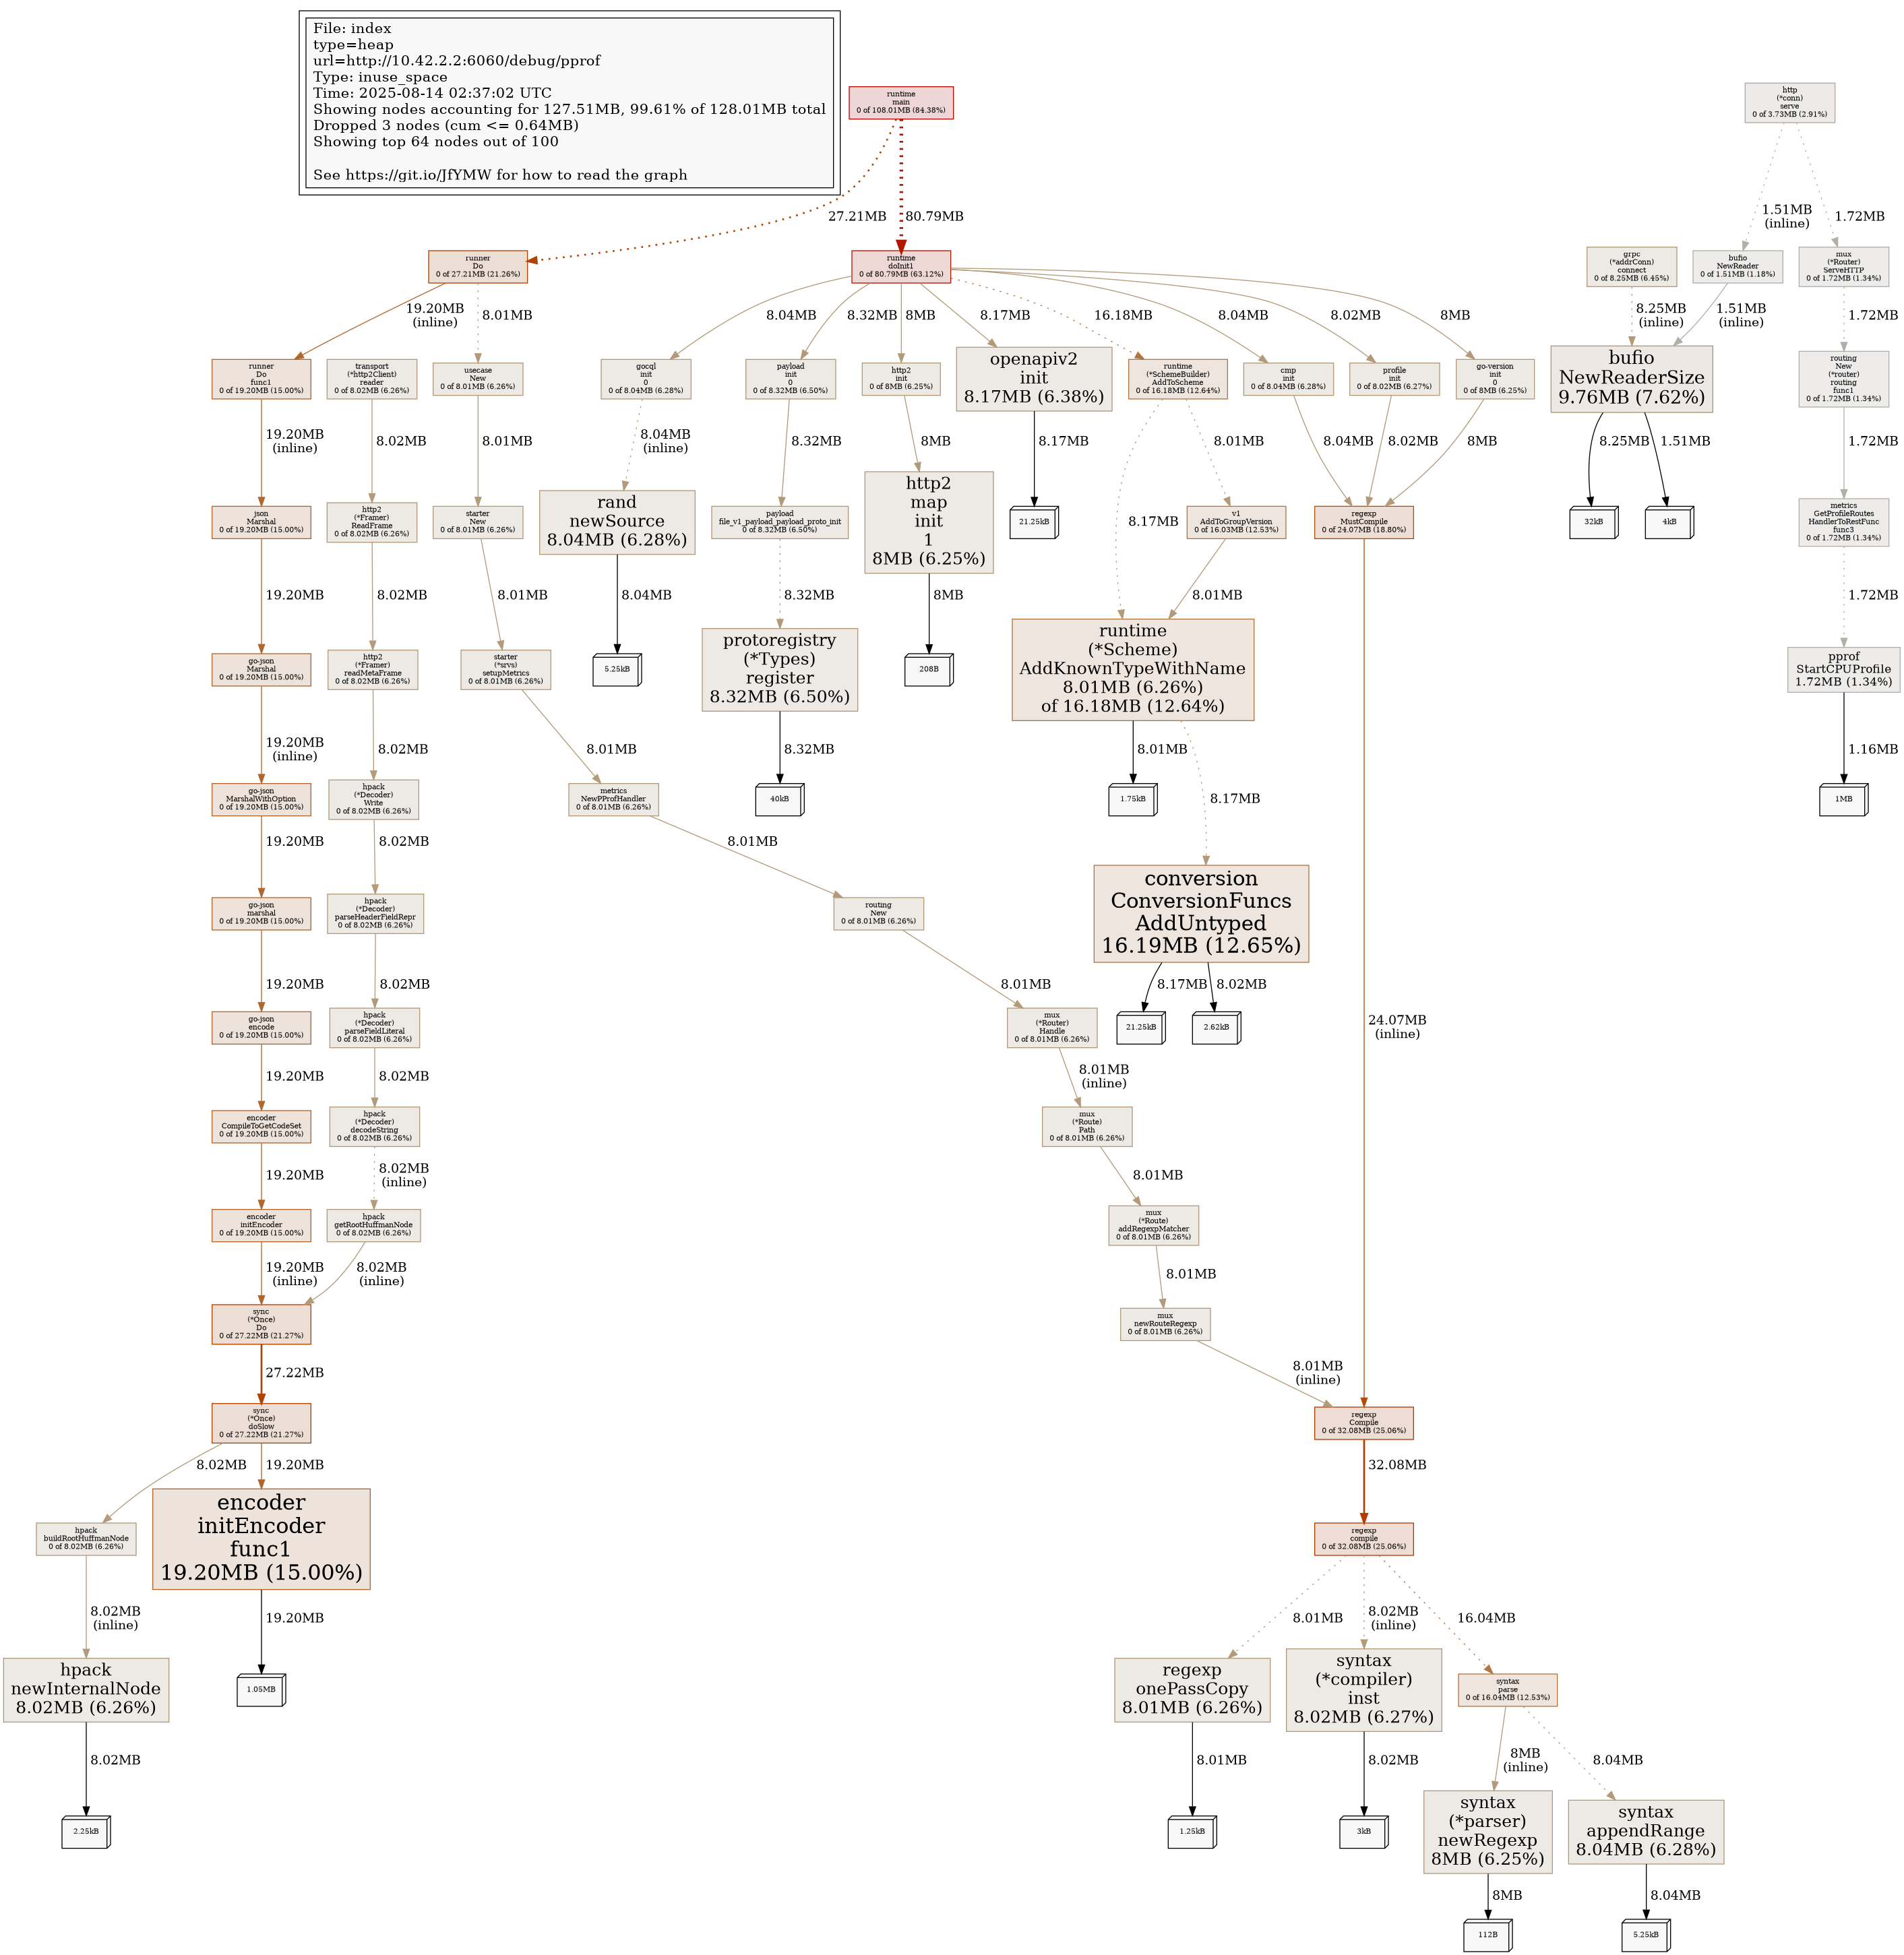 File: index
type=heap
url=http://10.42.2.2:6060/debug/pprof
Type: inuse_space
Time: 2025-08-14 02:37:02 UTC
Showing nodes accounting for 127.51MB, 99.61% of 128.01MB total
Dropped 3 nodes (cum <= 0.64MB)
Showing top 64 nodes out of 100
See https://git.io/JfYMW for how to read the graph
runtime
main
0 of 108.01MB (84.38%)
http
(*conn)
serve
0 of 3.73MB (2.91%)
27.21MB
80.79MB
1.51MB
(inline)
1.72MB
runner
Do
0 of 27.21MB (21.26%)
runtime
doInit1
0 of 80.79MB (63.12%)
grpc
(*addrConn)
connect
0 of 8.25MB (6.45%)
bufio
NewReader
0 of 1.51MB (1.18%)
mux
(*Router)
ServeHTTP
0 of 1.72MB (1.34%)
19.20MB
(inline)
8.01MB
8.04MB
8.32MB
8MB
8.17MB
16.18MB
8.04MB
8.02MB
8MB
8.25MB
(inline)
1.51MB
(inline)
1.72MB
runner
Do
func1
0 of 19.20MB (15.00%)
transport
(*http2Client)
reader
0 of 8.02MB (6.26%)
usecase
New
0 of 8.01MB (6.26%)
gocql
init
0
0 of 8.04MB (6.28%)
payload
init
0
0 of 8.32MB (6.50%)
http2
init
0 of 8MB (6.25%)
openapiv2
init
8.17MB (6.38%)
runtime
(*SchemeBuilder)
AddToScheme
0 of 16.18MB (12.64%)
cmp
init
0 of 8.04MB (6.28%)
profile
init
0 of 8.02MB (6.27%)
go-version
init
0
0 of 8MB (6.25%)
bufio
NewReaderSize
9.76MB (7.62%)
routing
New
(*router)
routing
func1
0 of 1.72MB (1.34%)
19.20MB
(inline)
8.02MB
8.01MB
8.04MB
(inline)
8.32MB
8MB
8.17MB
8.17MB
8.01MB
8.04MB
8.02MB
8MB
8.25MB
1.51MB
1.72MB
json
Marshal
0 of 19.20MB (15.00%)
http2
(*Framer)
ReadFrame
0 of 8.02MB (6.26%)
starter
New
0 of 8.01MB (6.26%)
rand
newSource
8.04MB (6.28%)
payload
file_v1_payload_payload_proto_init
0 of 8.32MB (6.50%)
http2
map
init
1
8MB (6.25%)
21.25kB
v1
AddToGroupVersion
0 of 16.03MB (12.53%)
regexp
MustCompile
0 of 24.07MB (18.80%)
32kB
4kB
metrics
GetProfileRoutes
HandlerToRestFunc
func3
0 of 1.72MB (1.34%)
19.20MB
8.02MB
8.01MB
8.04MB
8.32MB
8MB
8.01MB
1.72MB
go-json
Marshal
0 of 19.20MB (15.00%)
http2
(*Framer)
readMetaFrame
0 of 8.02MB (6.26%)
starter
(*srvs)
setupMetrics
0 of 8.01MB (6.26%)
5.25kB
protoregistry
(*Types)
register
8.32MB (6.50%)
208B
runtime
(*Scheme)
AddKnownTypeWithName
8.01MB (6.26%)
of 16.18MB (12.64%)
pprof
StartCPUProfile
1.72MB (1.34%)
19.20MB
(inline)
8.02MB
8.01MB
8.32MB
8.01MB
8.17MB
1.16MB
go-json
MarshalWithOption
0 of 19.20MB (15.00%)
hpack
(*Decoder)
Write
0 of 8.02MB (6.26%)
metrics
NewPProfHandler
0 of 8.01MB (6.26%)
40kB
1.75kB
1MB
19.20MB
8.02MB
8.01MB
go-json
marshal
0 of 19.20MB (15.00%)
hpack
(*Decoder)
parseHeaderFieldRepr
0 of 8.02MB (6.26%)
routing
New
0 of 8.01MB (6.26%)
conversion
ConversionFuncs
AddUntyped
16.19MB (12.65%)
19.20MB
8.02MB
8.01MB
8.17MB
8.02MB
go-json
encode
0 of 19.20MB (15.00%)
hpack
(*Decoder)
parseFieldLiteral
0 of 8.02MB (6.26%)
mux
(*Router)
Handle
0 of 8.01MB (6.26%)
21.25kB
2.62kB
24.07MB
(inline)
19.20MB
8.02MB
8.01MB
(inline)
encoder
CompileToGetCodeSet
0 of 19.20MB (15.00%)
hpack
(*Decoder)
decodeString
0 of 8.02MB (6.26%)
mux
(*Route)
Path
0 of 8.01MB (6.26%)
19.20MB
8.02MB
(inline)
8.01MB
encoder
initEncoder
0 of 19.20MB (15.00%)
hpack
getRootHuffmanNode
0 of 8.02MB (6.26%)
mux
(*Route)
addRegexpMatcher
0 of 8.01MB (6.26%)
19.20MB
(inline)
8.02MB
(inline)
8.01MB
sync
(*Once)
Do
0 of 27.22MB (21.27%)
mux
newRouteRegexp
0 of 8.01MB (6.26%)
27.22MB
8.01MB
(inline)
sync
(*Once)
doSlow
0 of 27.22MB (21.27%)
regexp
Compile
0 of 32.08MB (25.06%)
8.02MB
19.20MB
32.08MB
hpack
buildRootHuffmanNode
0 of 8.02MB (6.26%)
encoder
initEncoder
func1
19.20MB (15.00%)
regexp
compile
0 of 32.08MB (25.06%)
8.02MB
(inline)
19.20MB
8.01MB
8.02MB
(inline)
16.04MB
hpack
newInternalNode
8.02MB (6.26%)
1.05MB
regexp
onePassCopy
8.01MB (6.26%)
syntax
(*compiler)
inst
8.02MB (6.27%)
syntax
parse
0 of 16.04MB (12.53%)
8.02MB
8.01MB
8.02MB
8MB
(inline)
8.04MB
2.25kB
1.25kB
3kB
syntax
(*parser)
newRegexp
8MB (6.25%)
syntax
appendRange
8.04MB (6.28%)
8MB
8.04MB
112B
5.25kB